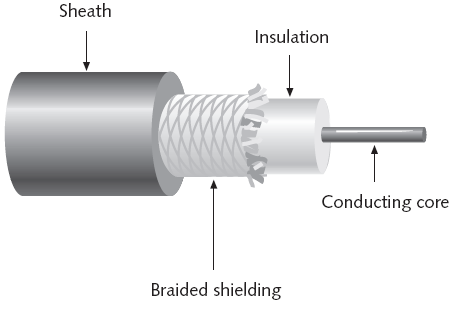 Sheath
Insulation
Conducting core
Braided shielding